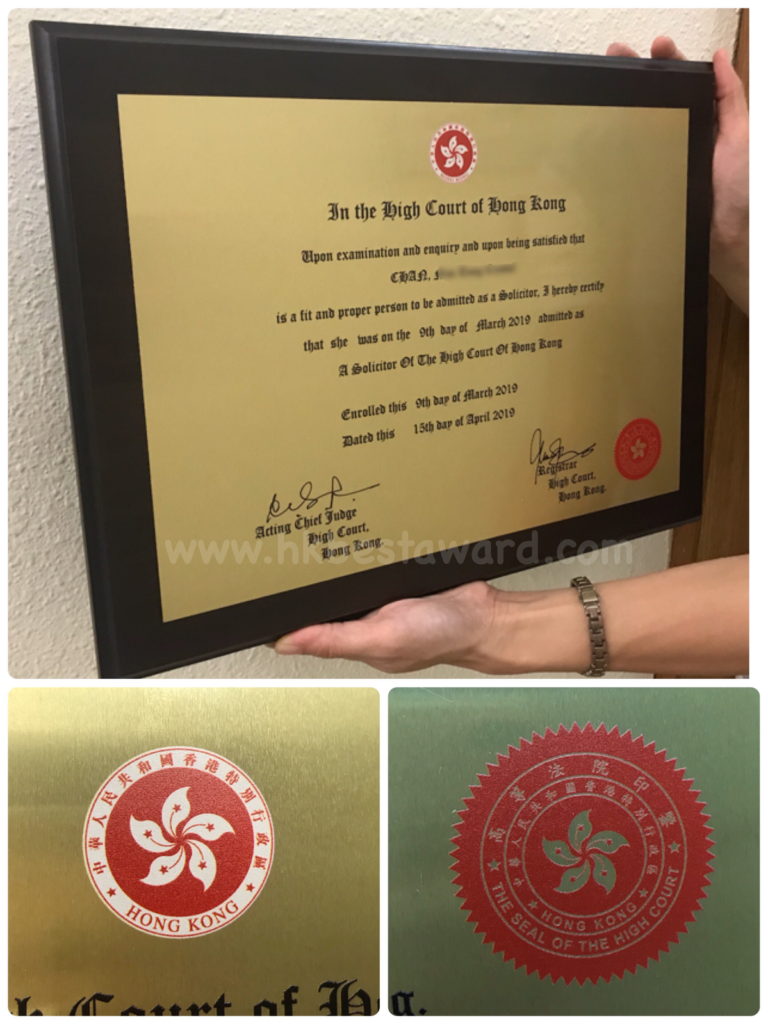 In the High Court of Hong Kong
Upon examination and enquiry and upon being satisfied that
CHAN,
is a fit and proper person to be admitted as a Solicitor, I hereby certify
that she was on the 9th day of March 2019 admitted as
A Solicitor Of The High Court Of Hong Kong
Enrolled this 9th day of March 2019
Dated this 15th day of April 2019
Registrar
High Court,
Hong Kong.
Acting Chief Judge
High Court,
Hong Kong.
www.hkbestaward.com
中華人民共和國香港特別行政區
HONG KONG
高等法院印鑒
中華人民共和國香港特別行政區
HONG KONG
THE SEAL OF THE HIGH COURT
h Court of
g.